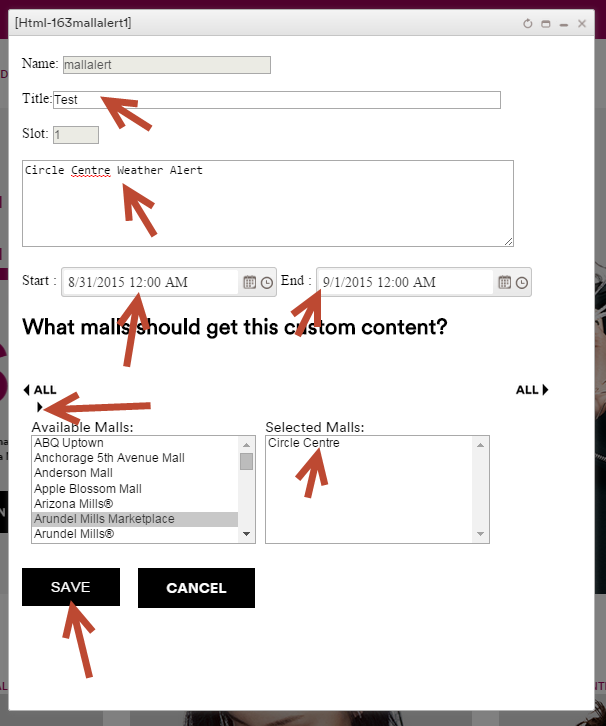 [Html-163mallalert1]
Name: mallalert
Title: Test
Slot: 1
Circle Centre Weather Alert
Start : 8/31/2015 12:00 AM End : 9/1/2015 12:00 AM
What malls should get this custom content?
ALL ALL
Available Malls: Selected Malls:
ABQ Uptown Circle Centre
Anchorage 5th Avenue Mall
Anderson Mall
Apple Blossom Mall
Arizona Mills®
Arundel Mills Marketplace
Arundel Mills®
SAVE CANCEL